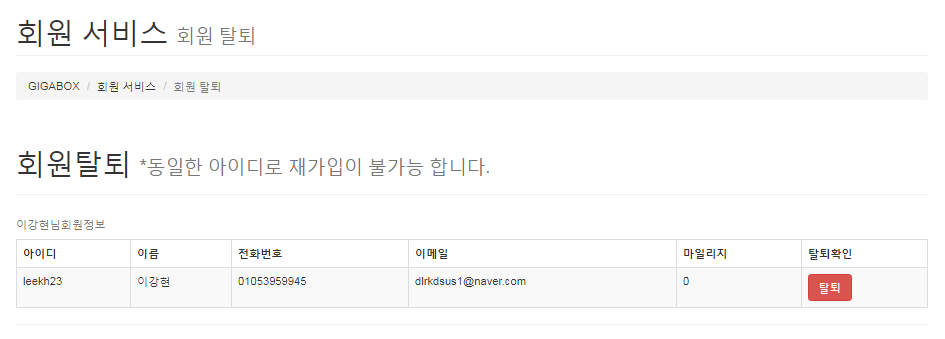 회원 서비스 회원 탈퇴
GIGABOX / 회원 서비스 / 회원 탈퇴
회원탈퇴 *동일한 아이디로 재가입이 불가능 합니다.
이강현님회원정보
아이디 이름 전화번호 이메일 마일리지 탈퇴확인
leekh23 이강현 01053959945 dlrkdsus1@naver.com 0 탈퇴